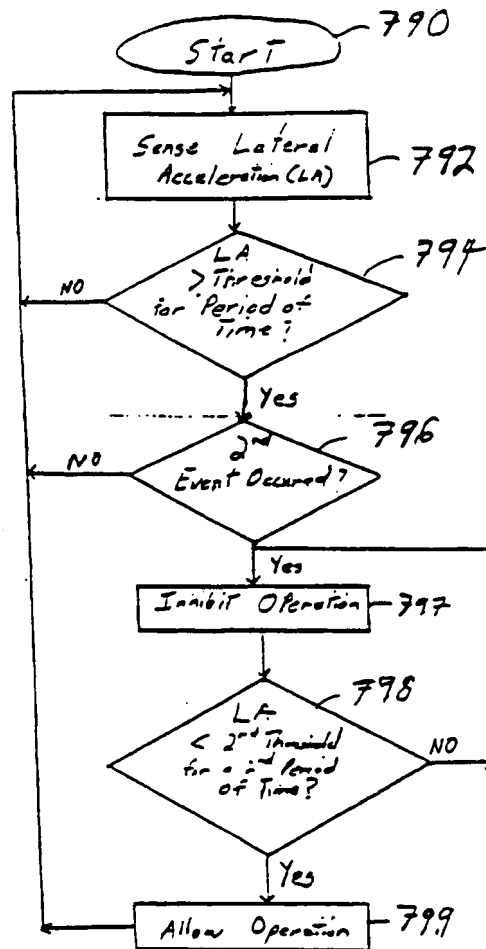 790
Start
Sense Lateral
Acceleration (LA)
792
LA
> Threshold
for Period of
Time?
794
NO
Yes
2nd
Event Occured?
796
NO
Yes
Inhibit Operation
797
LA
< 2nd Threshold
for a 2nd Period
of Time?
798
NO
Yes
Allow Operation
799